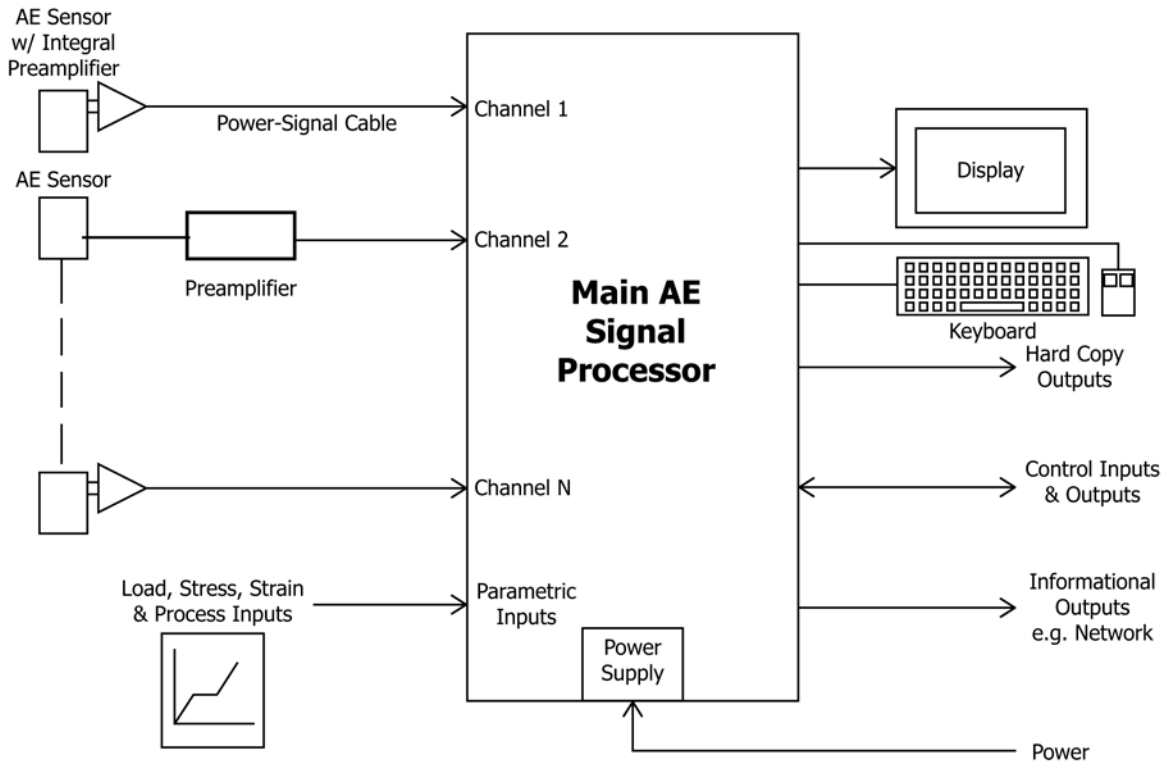 AE Sensor
w/ Integral
Preamplifier
Power-Signal Cable
Channel 1
AE Sensor
Preamplifier
Channel 2
Main AE
Signal
Processor
Display
Keyboard
Hard Copy
Outputs
Channel N
Control Inputs
& Outputs
Load, Stress, Strain
& Process Inputs
Parametric
Inputs
Informational
Outputs
e.g. Network
Power
Supply
Power